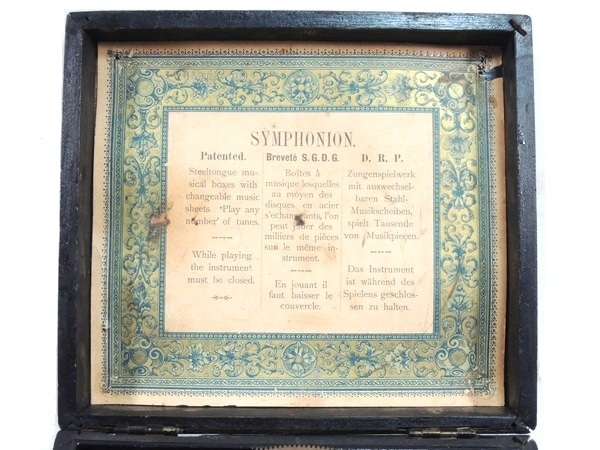 SYMPHONION.
Patented.
Steeltongue mu-
sical boxes with
changeable music
sheets. Play any
number of tunes.
While playing
the instrument
must be closed.
Breveté S. G. D. G.
Boîtes à
musique lesquelles
au moyen des
disques en acier
s'echangeants, l'on
peut jouer des
milliers de pièces
sur le même in-
strument.
En jouant il
faut baisser le
couvercle.
D. R. P.
Zungenspielwerk
mit auswechsel-
baren Stahl-
Musikscheiben,
spielt Tausende
von Musikpiecen.
Das Instrument
ist während des
Spielens geschlos-
sen zu halten.